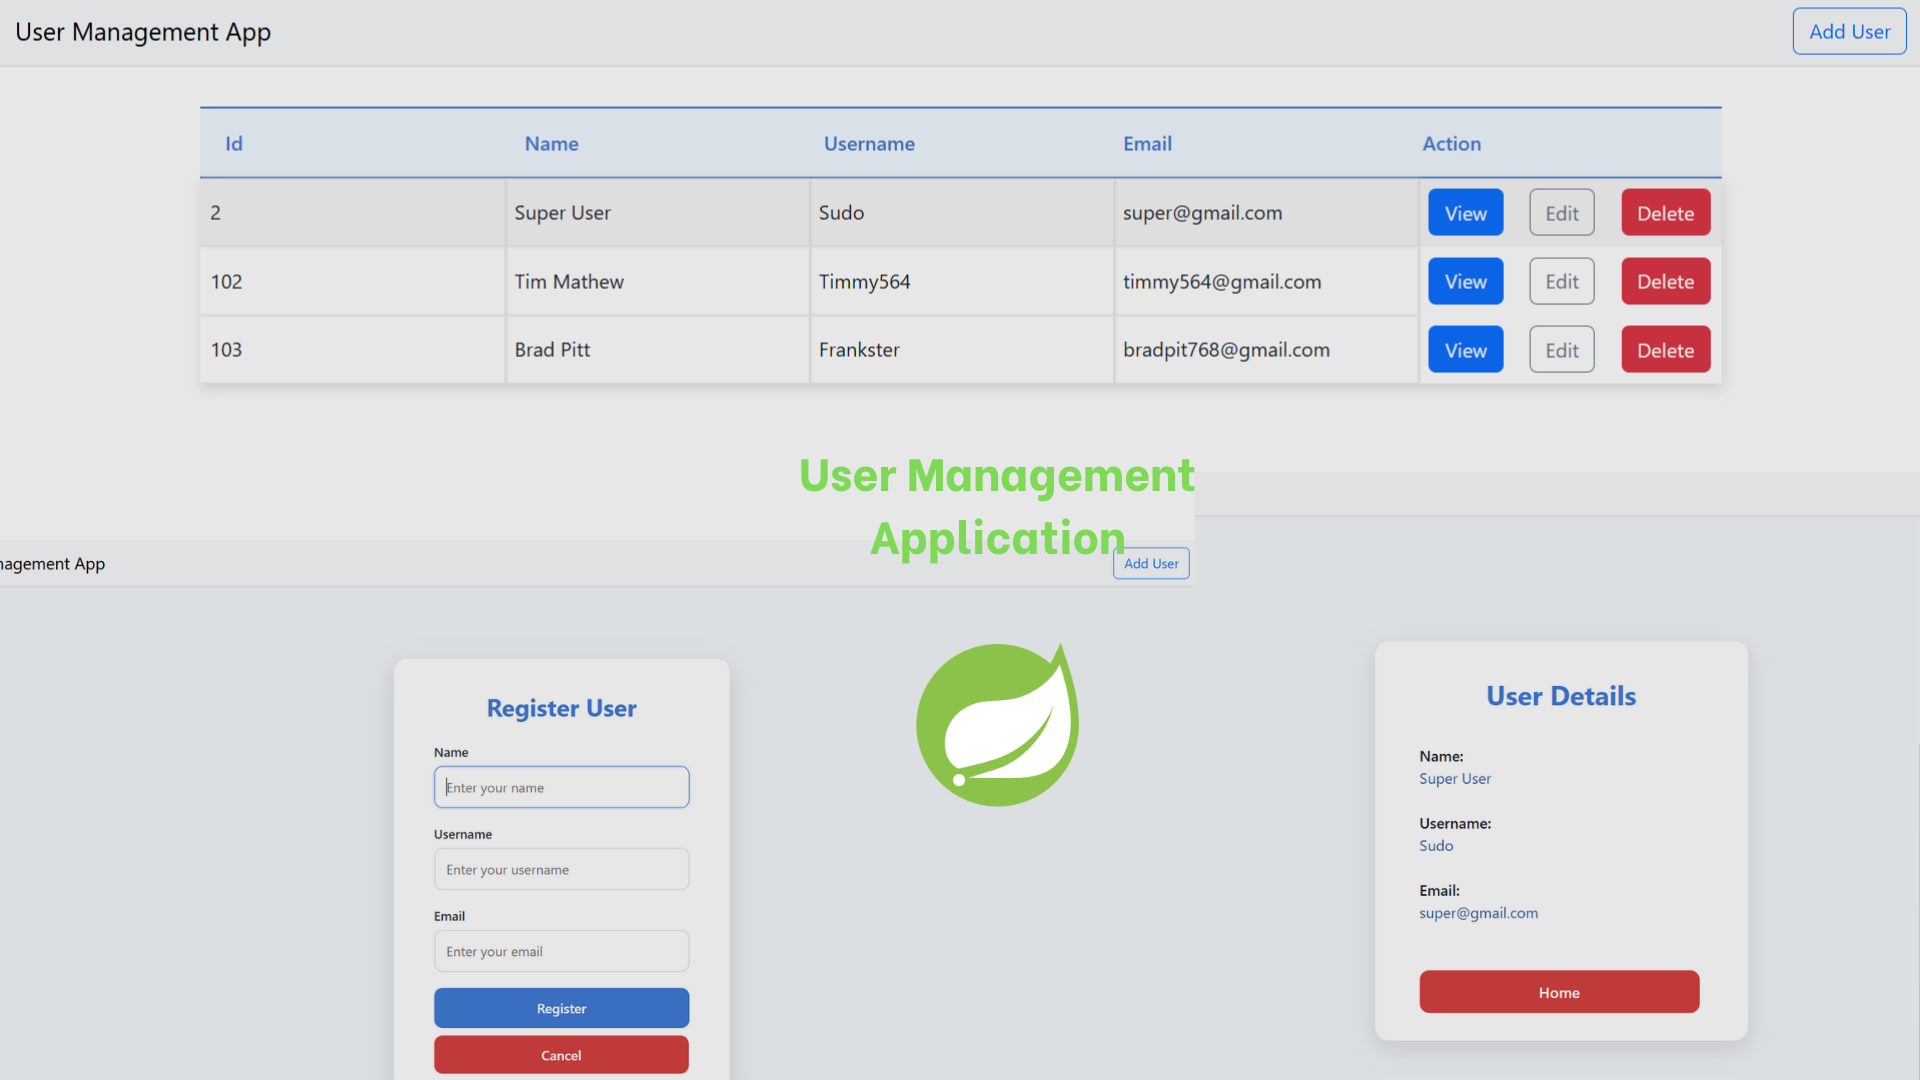 User Management App
Add User
Id Name Username Email Action
2 Super User Sudo super@gmail.com View Edit Delete
102 Tim Mathew Timmy564 timmy564@gmail.com View Edit Delete
103 Brad Pitt Frankster bradpit768@gmail.com View Edit Delete
User Management
Application
nagement App
Add User
Register User
Name
Enter your name
Username
Enter your username
Email
Enter your email
Register
Cancel
User Details
Name:
Super User
Username:
Sudo
Email:
super@gmail.com
Home